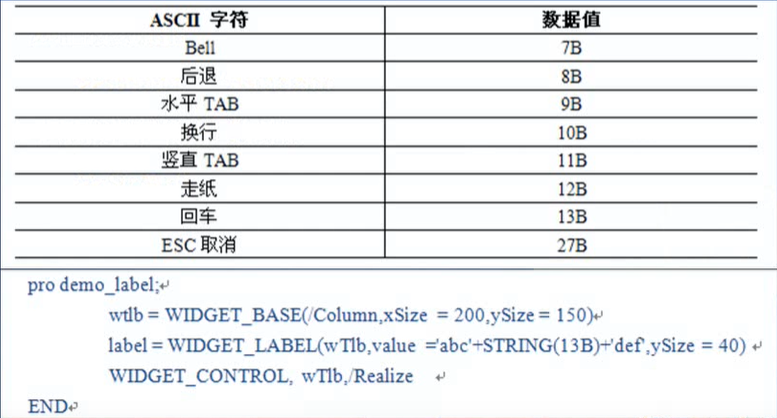 ASCII 字符 数据值
Bell 7B
后退 8B
水平 TAB 9B
换行 10B
竖直 TAB 11B
走纸 12B
回车 13B
ESC 取消 27B
pro demo_label;↵
wtlb = WIDGET_BASE(/Column,xSize = 200,ySize = 150)↵
label = WIDGET_LABEL(wTlb,value ='abc'+STRING(13B)+'def',ySize = 40) ↵
WIDGET_CONTROL, wTlb,/Realize ↵
END↵